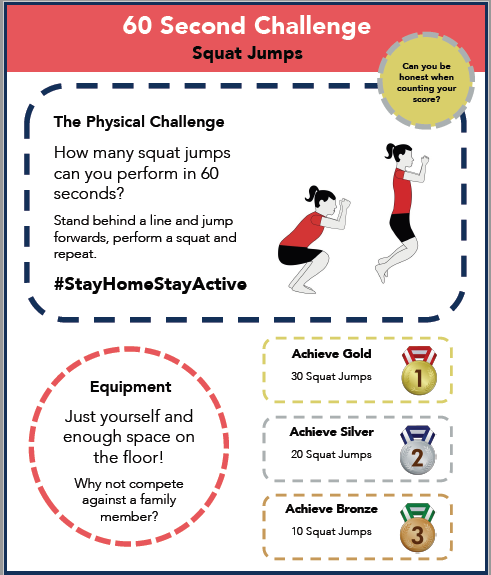 60 Second Challenge
Squat Jumps
Can you be
honest when
counting your
score?
The Physical Challenge
How many squat jumps
can you perform in 60
seconds?
Stand behind a line and jump
forwards, perform a squat and
repeat.
#StayHomeStayActive
Equipment
Just yourself and
enough space on
the floor!
Why not compete
against a family
member?
Achieve Gold
30 Squat Jumps
1
Achieve Silver
20 Squat Jumps
2
Achieve Bronze
10 Squat Jumps
3